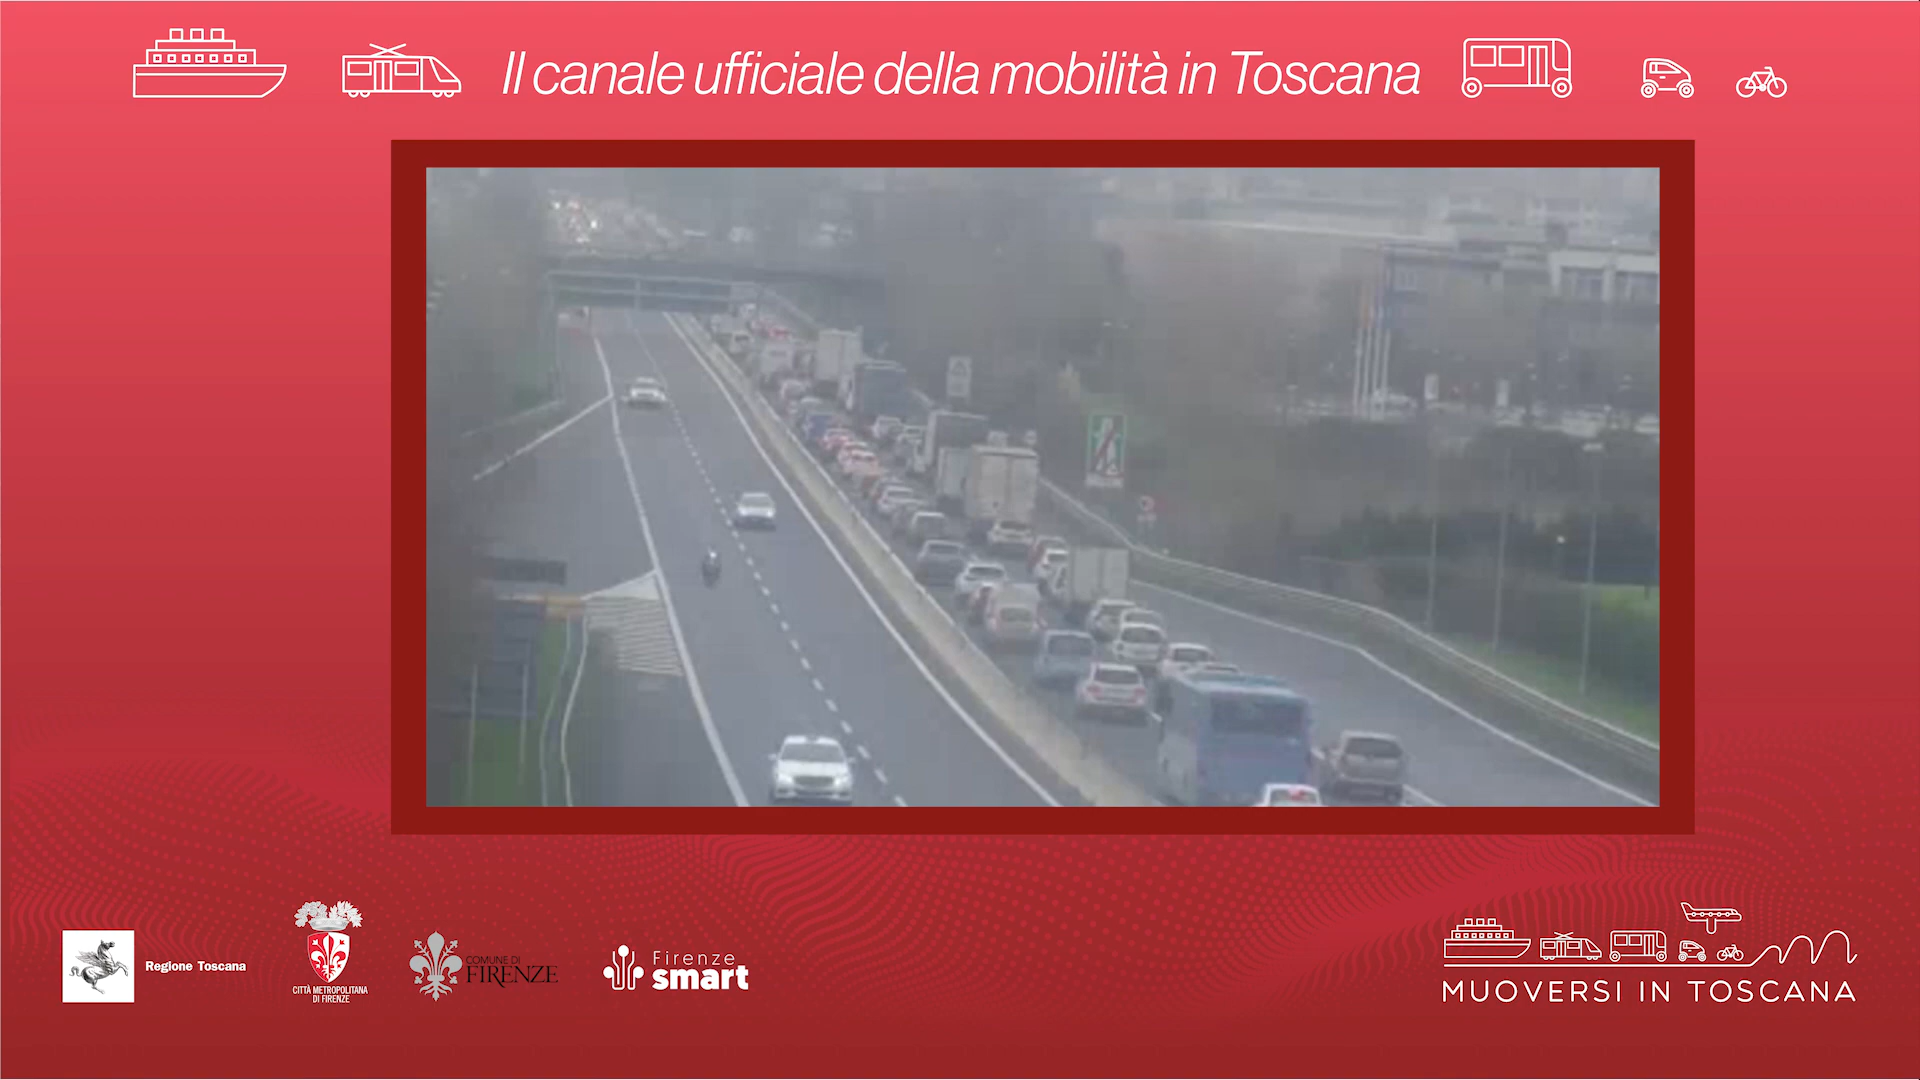 Il canale ufficiale della mobilità in Toscana
Regione Toscana
CITTÀ METROPOLITANA
DI FIRENZE
COMUNE DI
FIRENZE
Firenze
smart
MUOVERSI IN TOSCANA